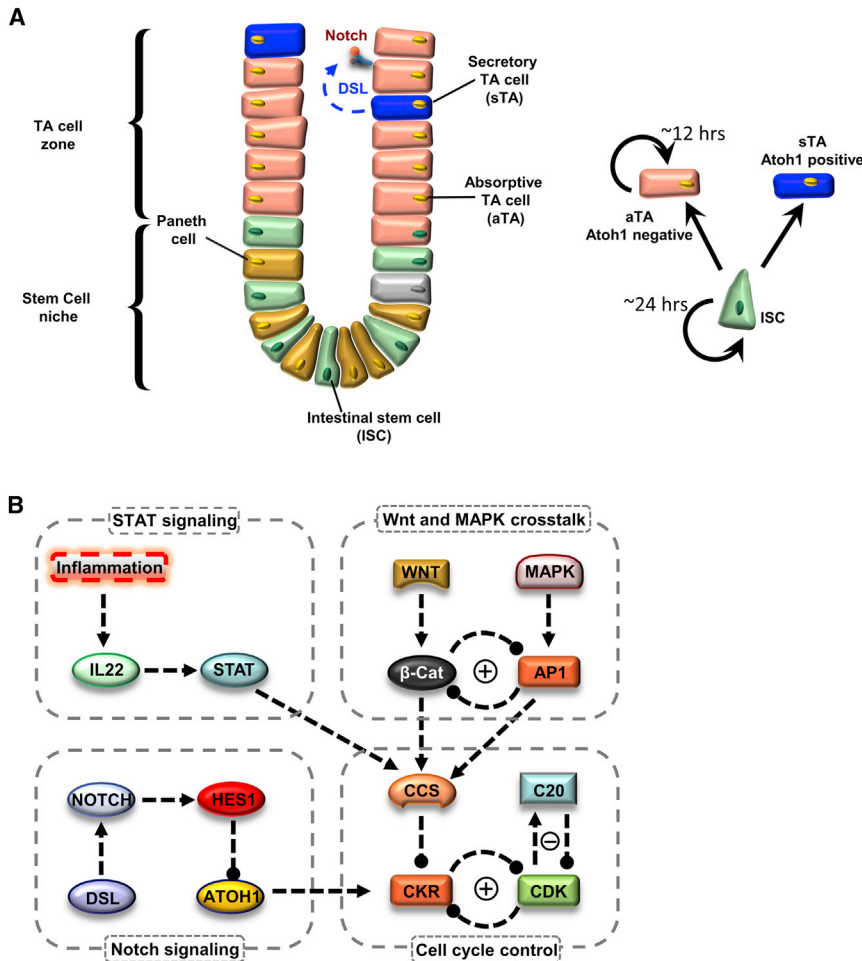 A
Notch
DSL
Secretory
TA cell
(sTA)
TA cell
zone
Absorptive
TA cell
(aTA)
Paneth
cell
Stem Cell
niche
Intestinal stem cell
(ISC)
~12 hrs
sTA
Atoh1 positive
aTA
Atoh1 negative
~24 hrs
ISC
B
STAT signaling
Inflammation
IL22
STAT
Wnt and MAPK crosstalk
WNT
MAPK
β-Cat
+
AP1
NOTCH
HES1
DSL
ATOH1
Notch signaling
CCS
C20
−
CKR
+
CDK
Cell cycle control